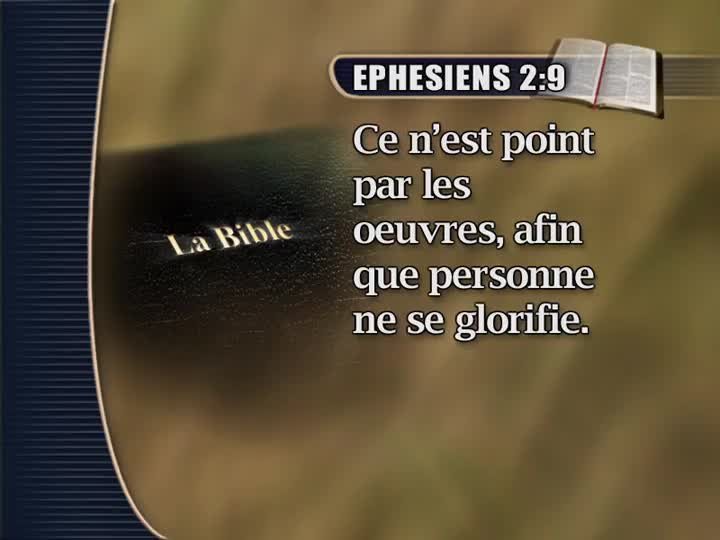 EPHESIENS 2:9
Ce n'est point
par les
oeuvres, afin
que personne
ne se glorifie.
La Bible